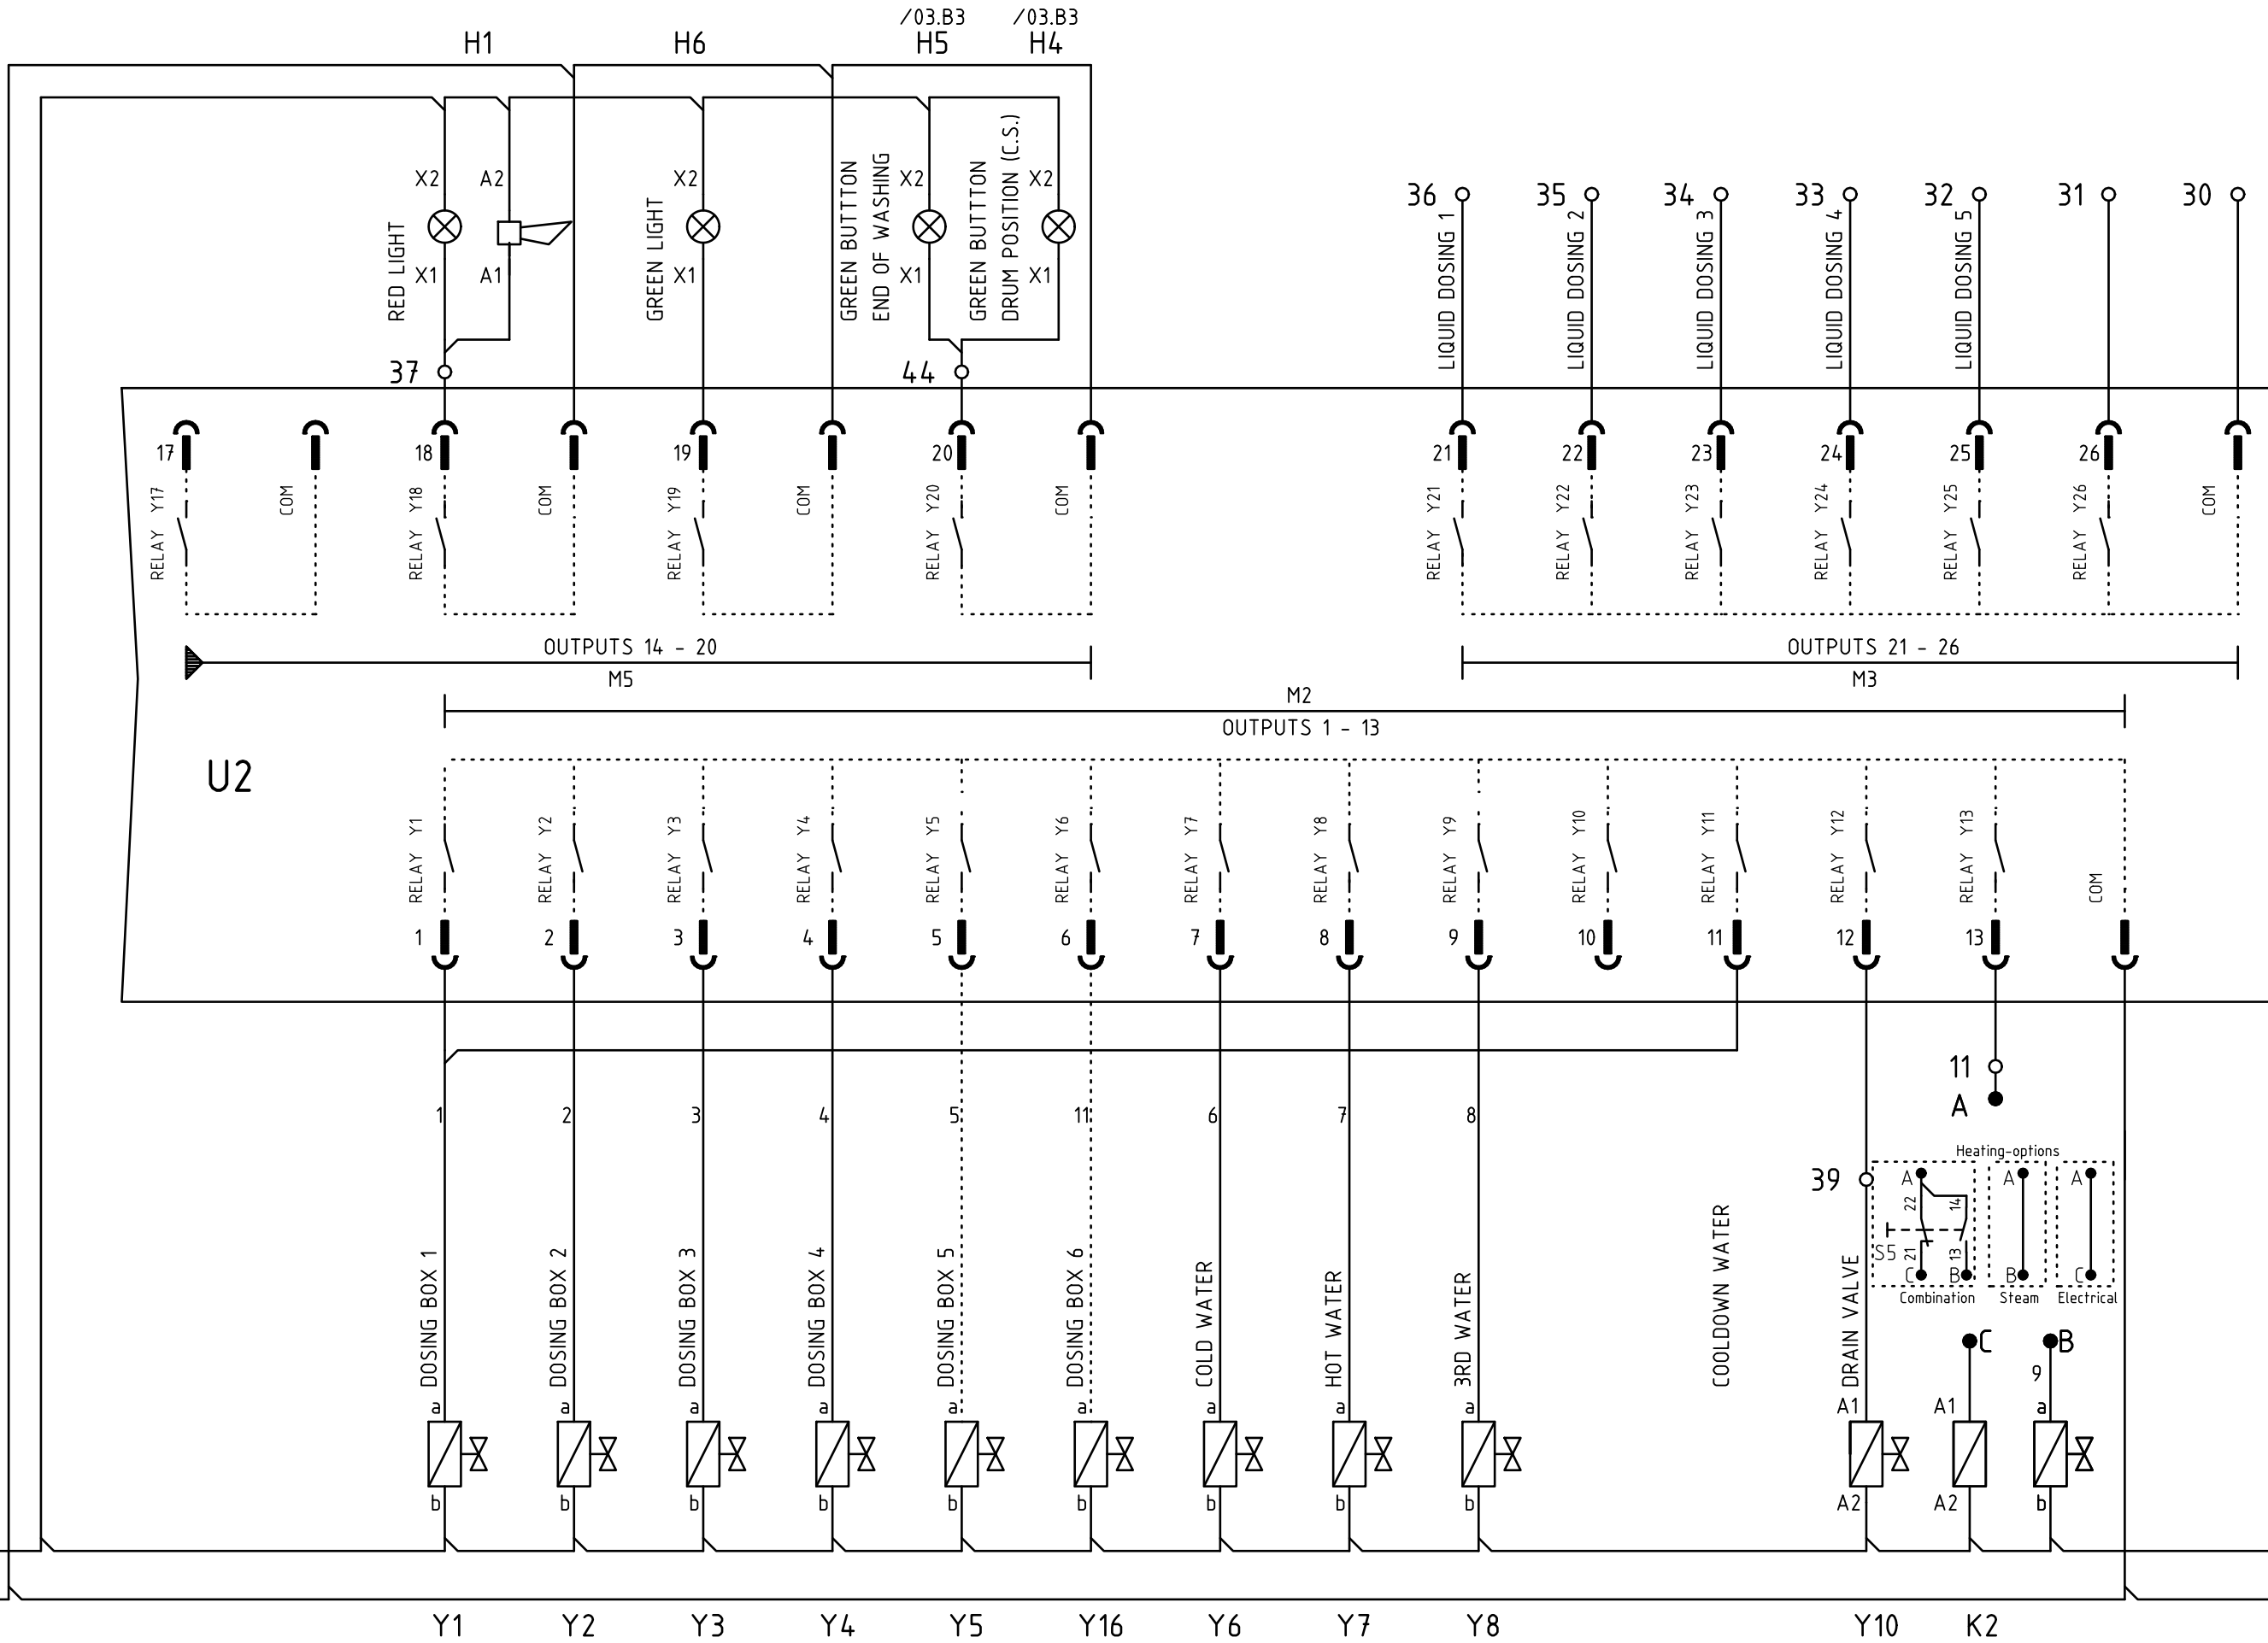 /03.B3 /03.B3
H1 H6 H5 H4
X2 A2 X2 X2 X2
RED LIGHT
GREEN LIGHT
GREEN BUTTTON
END OF WASHING
GREEN BUTTTON
DRUM POSITION (C.S.)
X1 A1 X1 X1 X1
36 35 34 33 32 31 30
LIQUID DOSING 1
LIQUID DOSING 2
LIQUID DOSING 3
LIQUID DOSING 4
LIQUID DOSING 5
37 44
17 18 19 20 21 22 23 24 25 26
RELAY Y17
COM
RELAY Y18
COM
RELAY Y19
COM
RELAY Y20
COM
RELAY Y21
RELAY Y22
RELAY Y23
RELAY Y24
RELAY Y25
RELAY Y26
COM
OUTPUTS 14 - 20
M5
OUTPUTS 21 - 26
M3
M2
OUTPUTS 1 - 13
U2
RELAY Y1
RELAY Y2
RELAY Y3
RELAY Y4
RELAY Y5
RELAY Y6
RELAY Y7
RELAY Y8
RELAY Y9
RELAY Y10
RELAY Y11
RELAY Y12
RELAY Y13
COM
1 2 3 4 5 6 7 8 9 10 11 12 13
11
A
1 2 3 4 5 11 6 7 8
Heating-options
39
A A A
22 14
S5 21 13
C B B C
Combination Steam Electrical
DOSING BOX 1
DOSING BOX 2
DOSING BOX 3
DOSING BOX 4
DOSING BOX 5
DOSING BOX 6
COLD WATER
HOT WATER
3RD WATER
COOLDOWN WATER
DRAIN VALVE
C B
9
a a a a a a a a a A1 A1 a
b b b b b b b b b A2 A2 b
Y1 Y2 Y3 Y4 Y5 Y16 Y6 Y7 Y8 Y10 K2